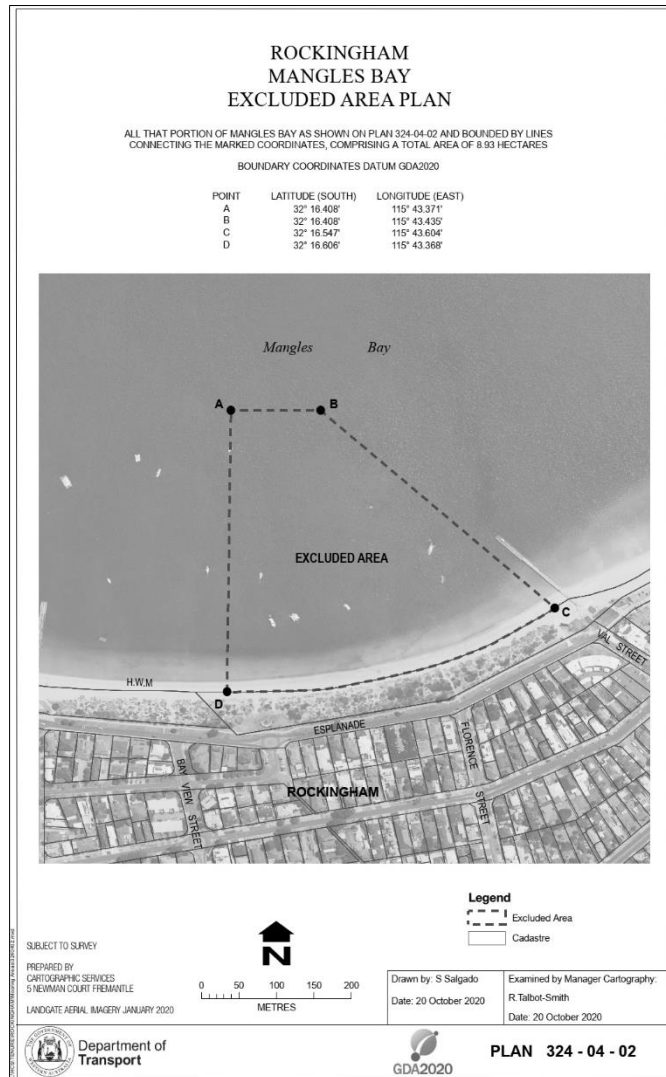 ROCKINGHAM
MANGLES BAY
EXCLUDED AREA PLAN
ALL THAT PORTION OF MANGLES BAY AS SHOWN ON PLAN 324-04-02 AND BOUNDED BY LINES
CONNECTING THE MARKED COORDINATES, COMPRISING A TOTAL AREA OF 8.93 HECTARES
BOUNDARY COORDINATES DATUM GDA2020
POINT LATITUDE (SOUTH) LONGITUDE (EAST)
A 32° 16.408' 115° 43.371'
B 32° 16.408' 115° 43.435'
C 32° 16.547' 115° 43.604'
D 32° 16.606' 115° 43.368'
Mangles Bay
A
B
EXCLUDED AREA
C
VAL STREET
H.W.M
D
ESPLANADE
FLORENCE STREET
BAY VIEW STREET
ROCKINGHAM
Legend
Excluded Area
Cadastre
SUBJECT TO SURVEY
PREPARED BY
CARTOGRAPHIC SERVICES
5 NEWMAN COURT FREMANTLE
LANDGATE AERIAL IMAGERY JANUARY 2020
N
0 50 100 150 200
METRES
Drawn by: S Salgado
Date: 20 October 2020
Examined by Manager Cartography:
R.Talbot-Smith
Date: 20 October 2020
Department of
Transport
GDA2020
PLAN 324 - 04 - 02